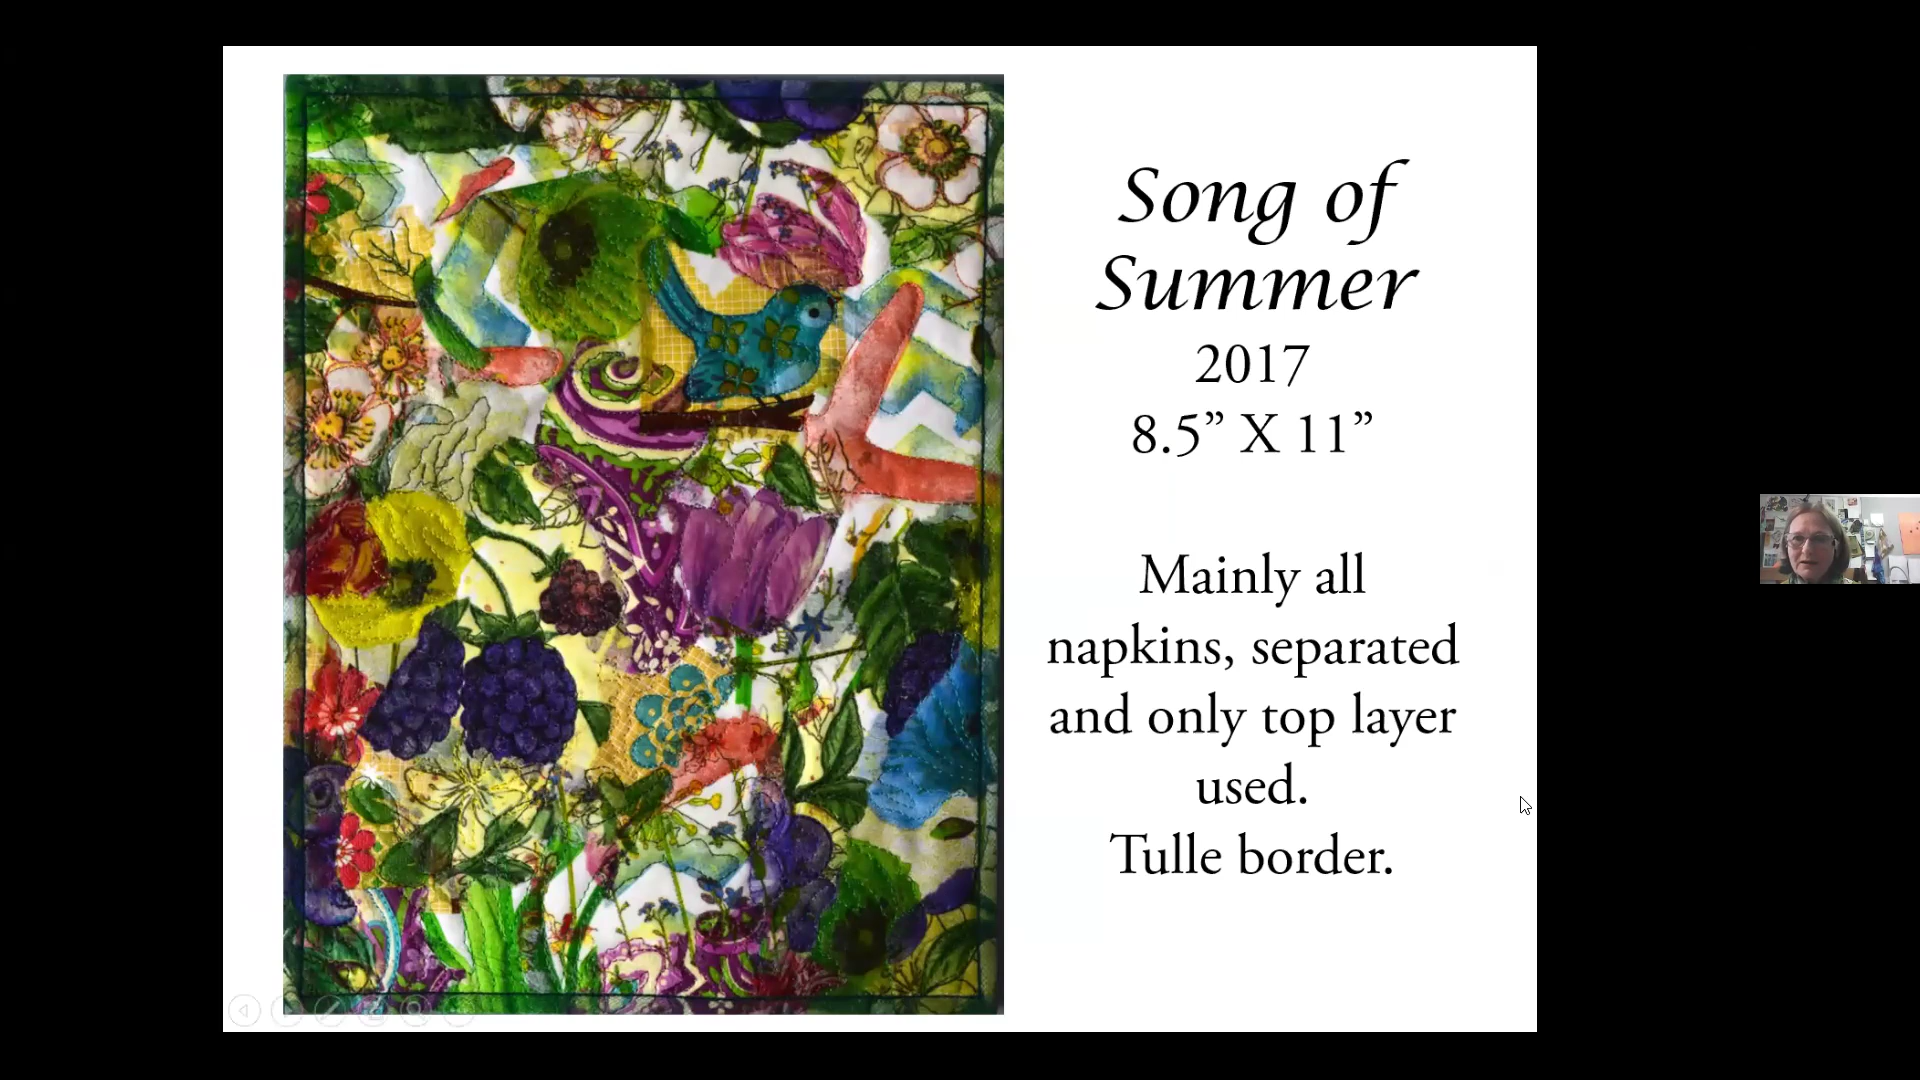 Song of
Summer
2017
8.5” X 11”
Mainly all
napkins, separated
and only top layer
used.
Tulle border.